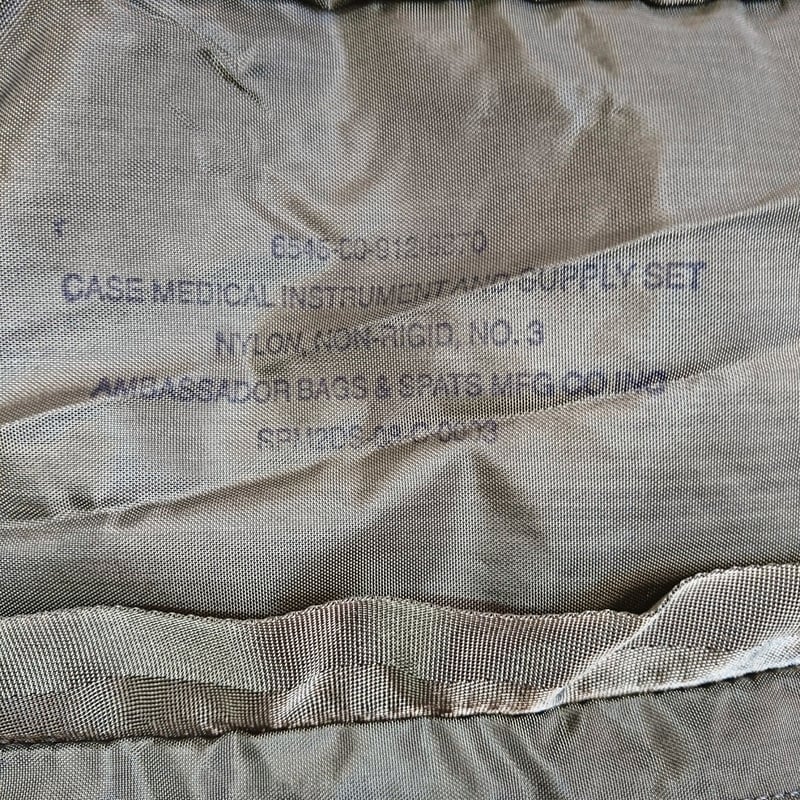 6545-00-912-9870
CASE MEDICAL INSTRUMENT AND SUPPLY SET
NYLON, NON-RIGID, NO. 3
AMBASSADOR BAGS & SPATS MFG CO INC